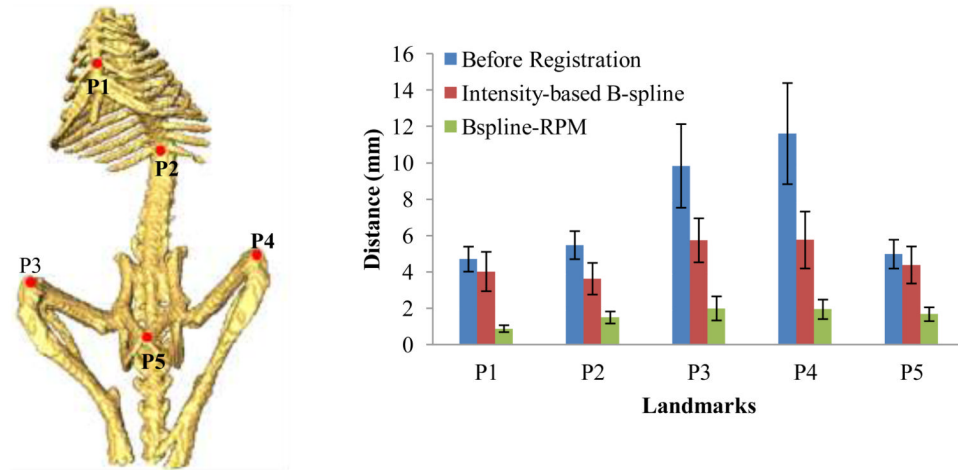 P1
P2
P3
P4
P5
16
14
12
10
8
6
4
2
0
Distance (mm)
Before Registration
Intensity-based B-spline
Bspline-RPM
P1 P2 P3 P4 P5
Landmarks